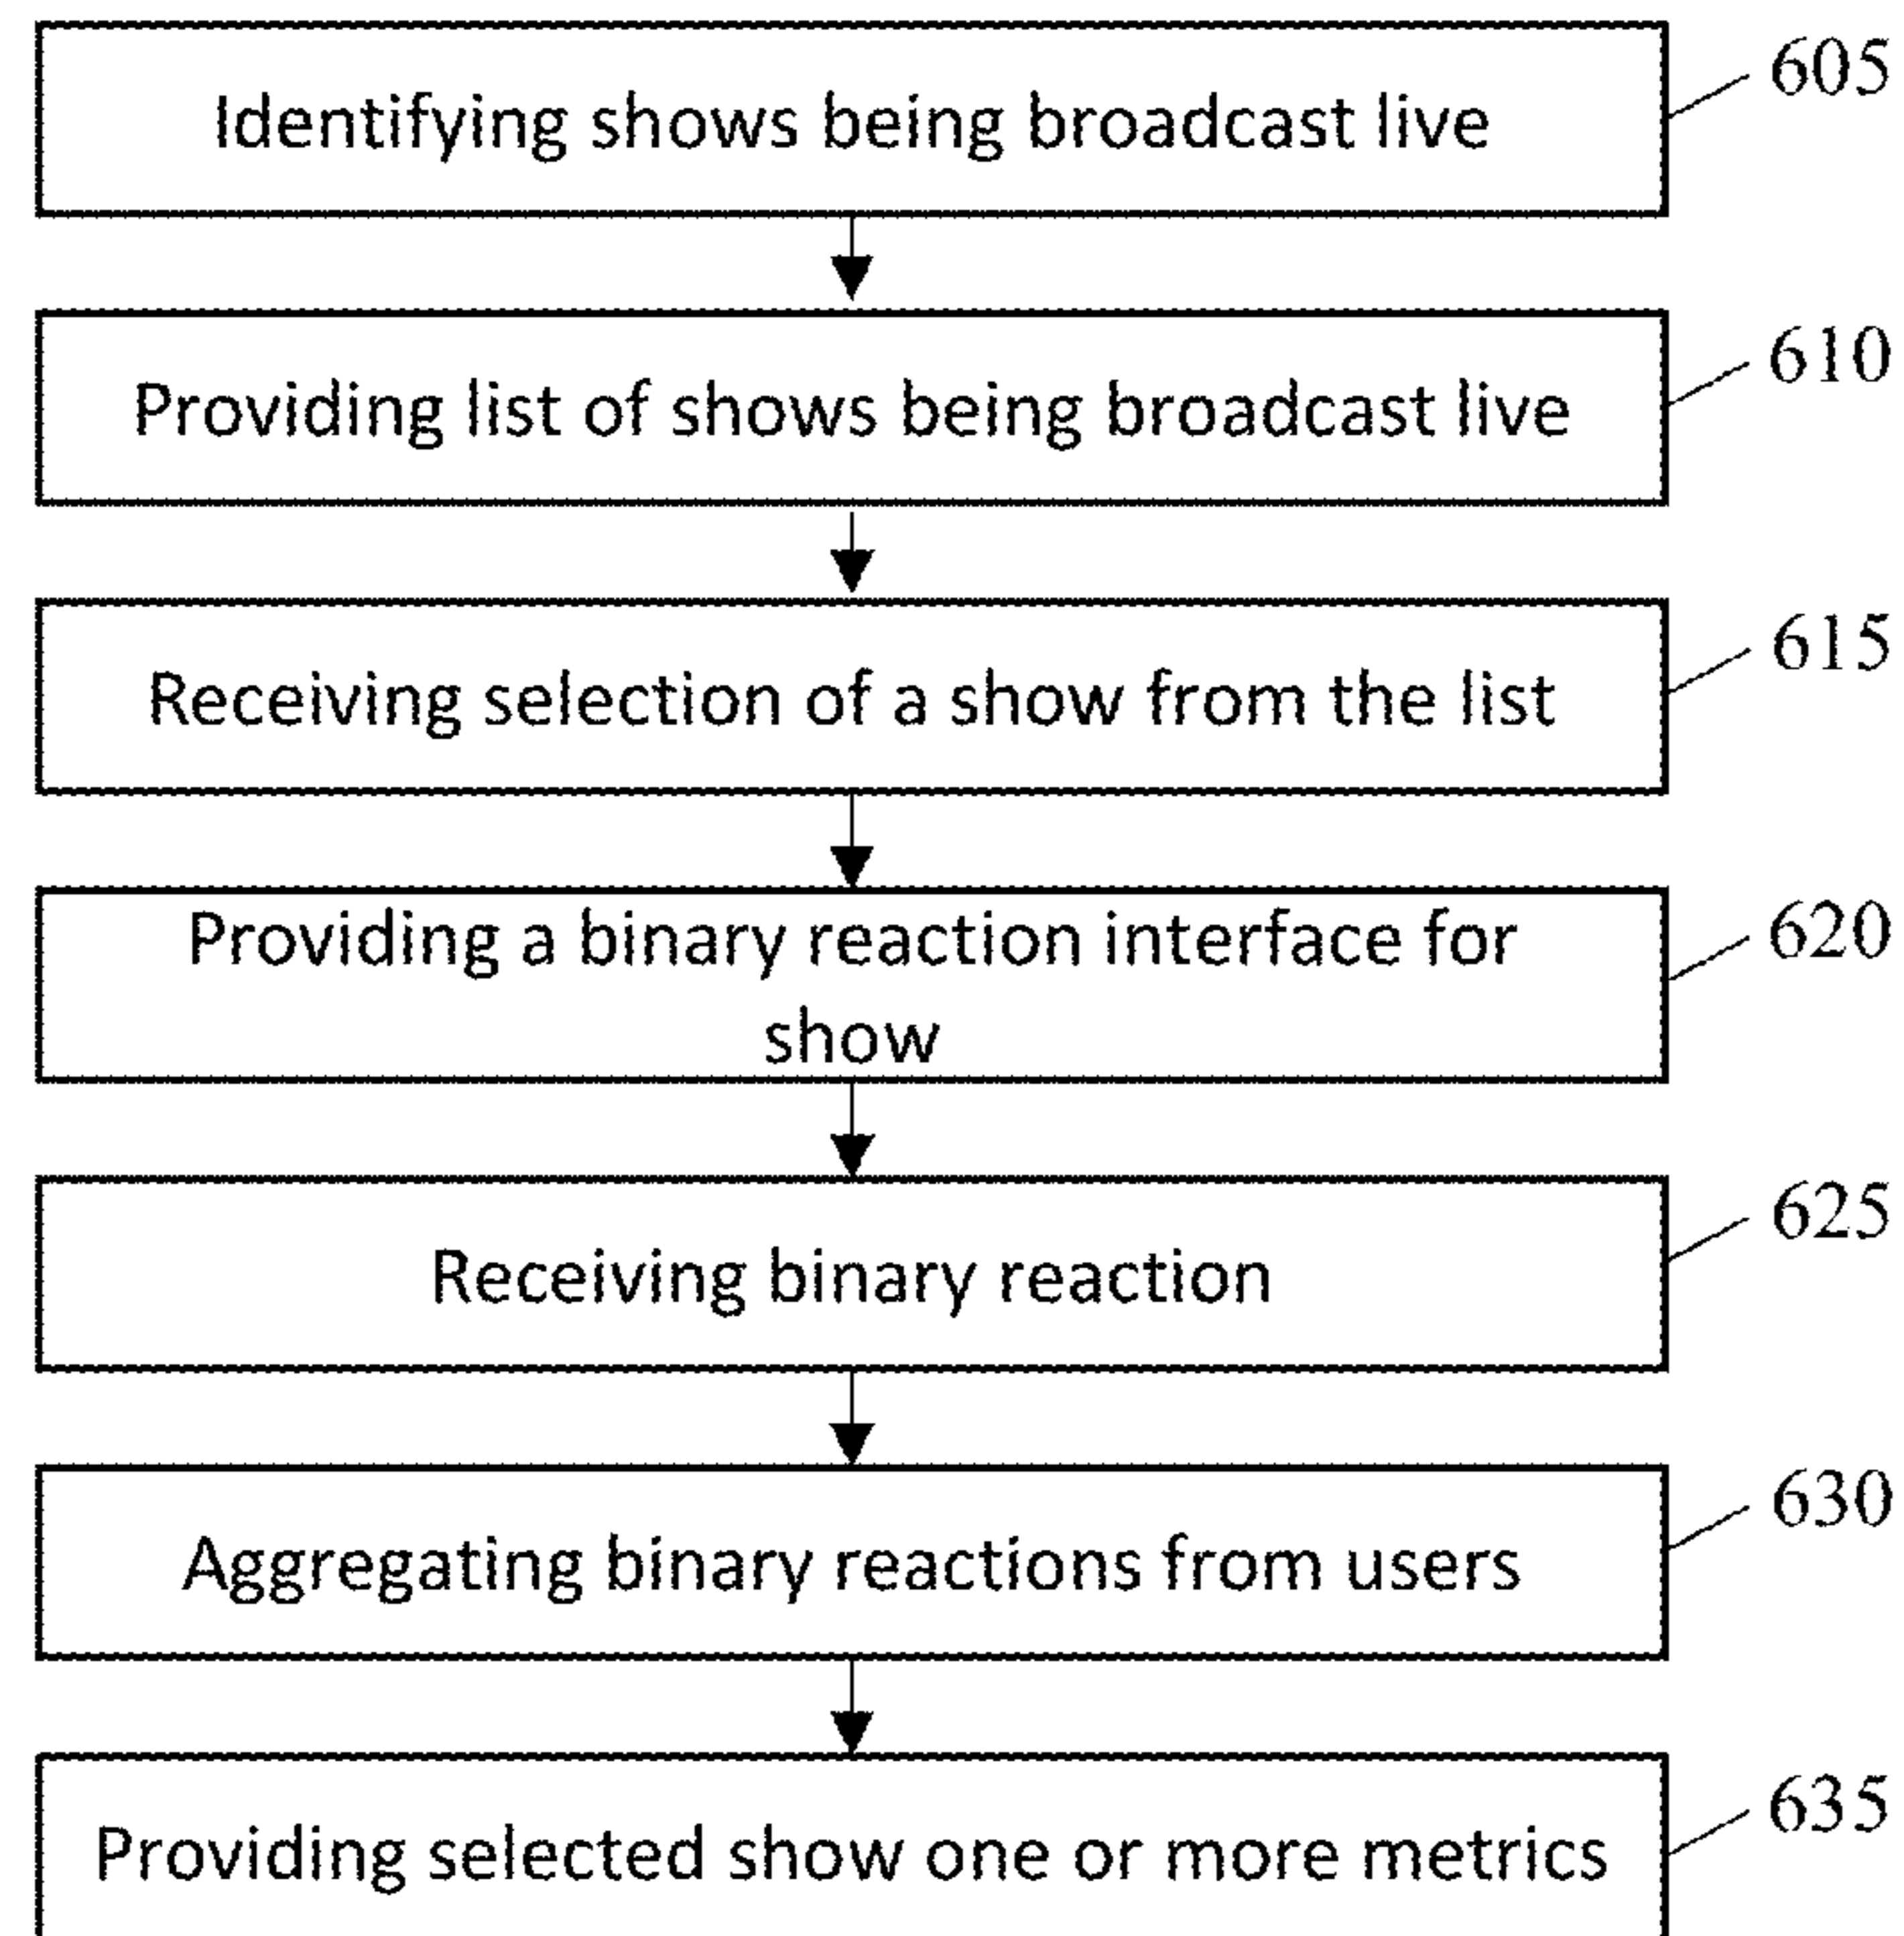 Identifying shows being broadcast live
605
Providing list of shows being broadcast live
610
Receiving selection of a show from the list
615
Providing a binary reaction interface for
show
620
Receiving binary reaction
625
Aggregating binary reactions from users
630
Providing selected show one or more metrics
635